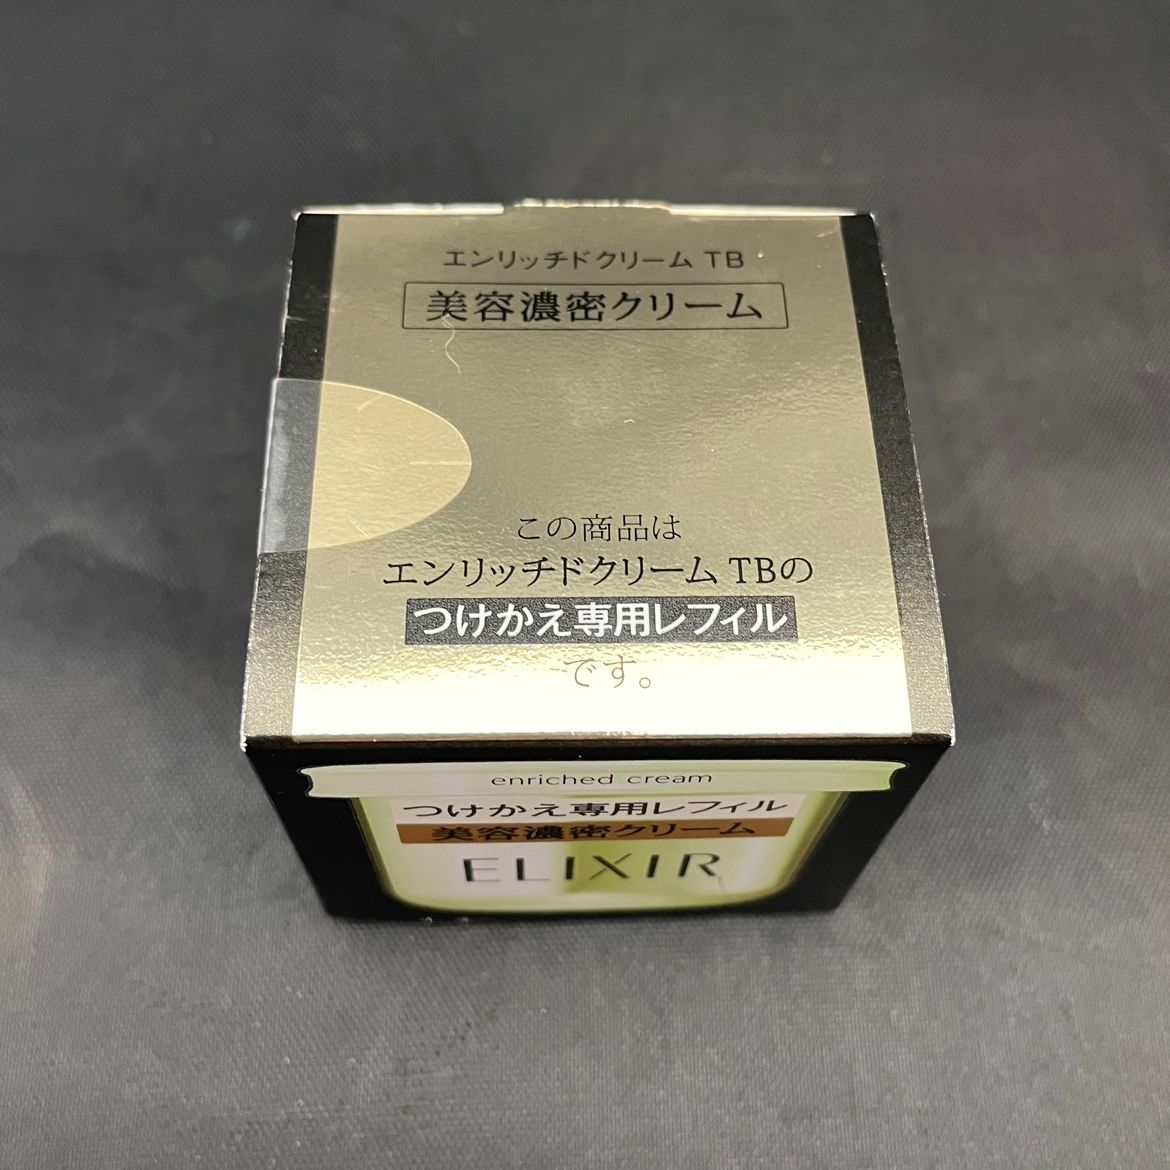 エンリッチドクリーム TB
美容濃密クリーム
この商品は
エンリッチドクリーム TBの
つけかえ専用レフィル
です。
enriched cream
つけかえ専用レフィル
美容濃密クリーム
ELIXIR